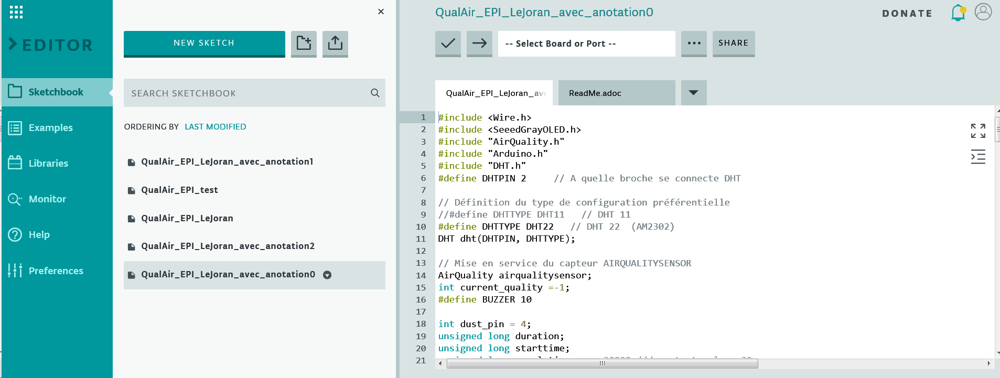 EDITOR
Sketchbook
Examples
Libraries
Monitor
Help
Preferences
NEW SKETCH
SEARCH SKETCHBOOK
ORDERING BY LAST MODIFIED
QualAir_EPI_LeJoran_avec_anotation1
QualAir_EPI_test
QualAir_EPI_LeJoran
QualAir_EPI_LeJoran_avec_anotation2
QualAir_EPI_LeJoran_avec_anotation0
QualAir_EPI_LeJoran_avec_anotation0
DONATE
-- Select Board or Port --
SHARE
QualAir_EPI_LeJoran_ave
ReadMe.adoc
1 #include <Wire.h>
2 #include <SeeedGrayOLED.h>
3 #include "AirQuality.h"
4 #include "Arduino.h"
5 #include "DHT.h"
6 #define DHTPIN 2 // A quelle broche se connecte DHT
7
8 // Définition du type de configuration préférentielle
9 //#define DHTTYPE DHT11 // DHT 11
10 #define DHTTYPE DHT22 // DHT 22 (AM2302)
11 DHT dht(DHTPIN, DHTTYPE);
12
13 // Mise en service du capteur AIRQUALITYSENSOR
14 AirQuality airqualitysensor;
15 int current_quality =-1;
16 #define BUZZER 10
17
18 int dust_pin = 4;
19 unsigned long duration;
20 unsigned long starttime;
21